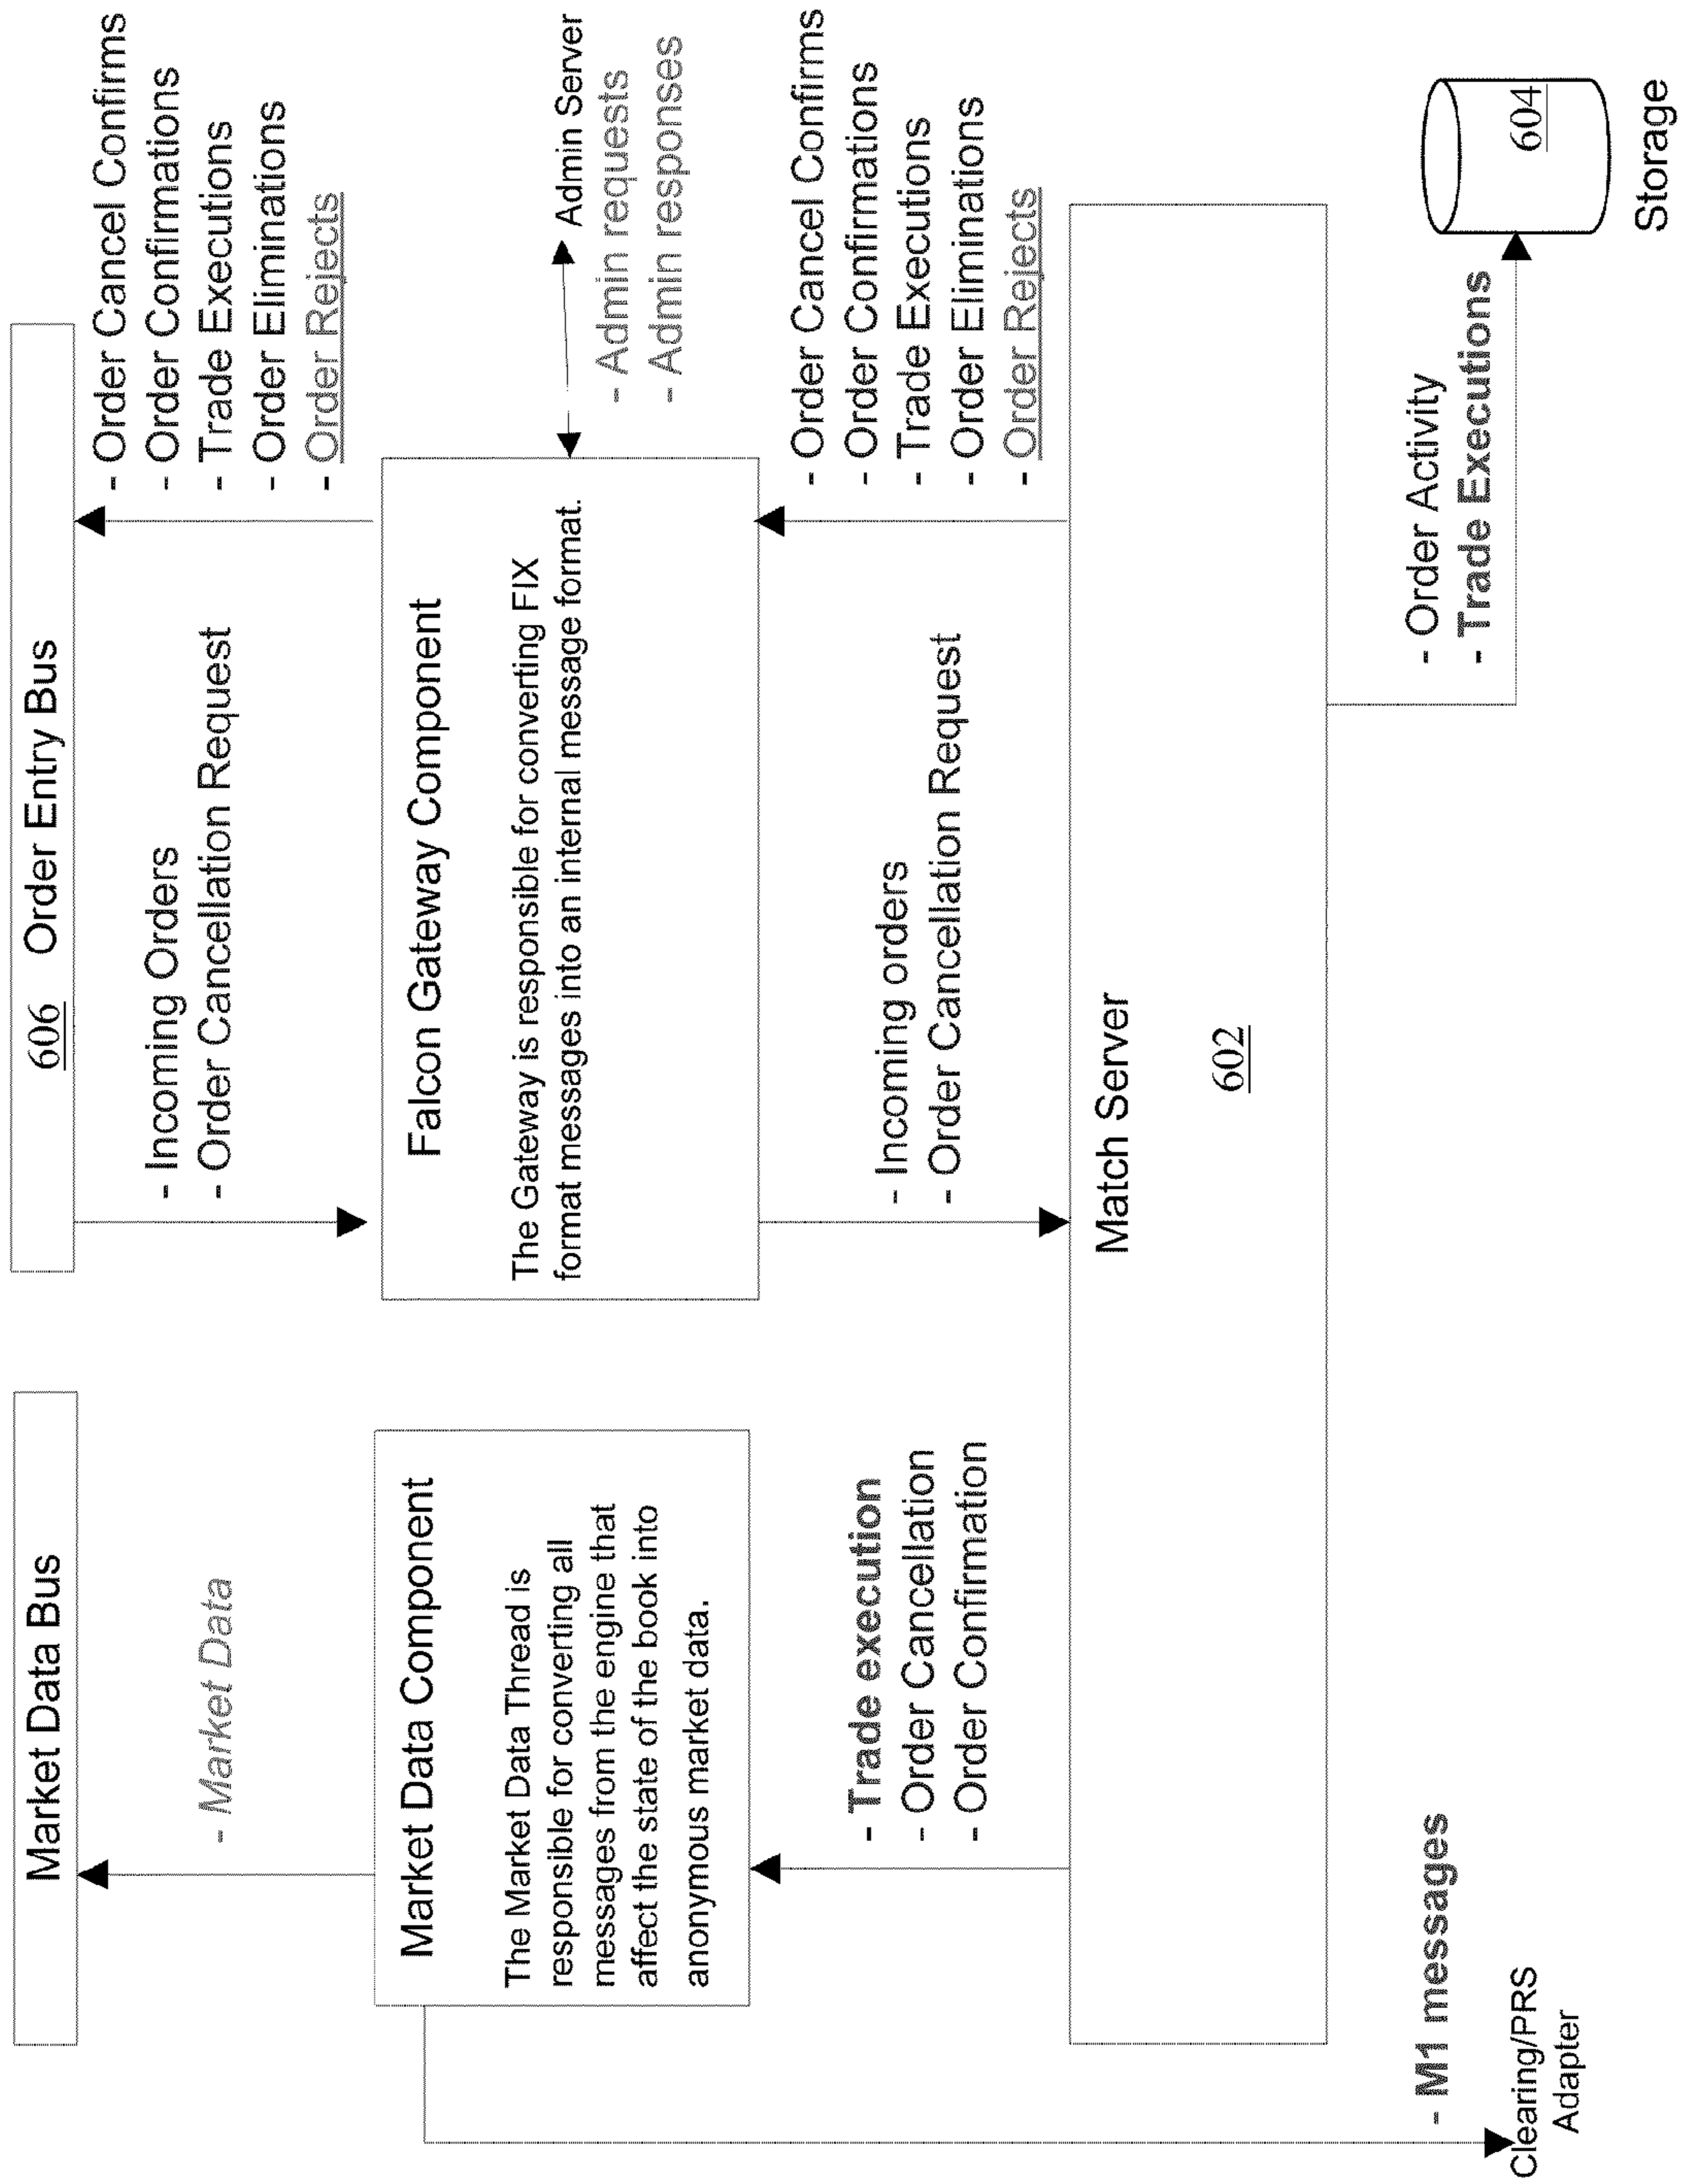 Market Data Bus
- Market Data
Market Data Component
The Market Data Thread is
responsible for converting all
messages from the engine that
affect the state of the book into
anonymous market data.
- Trade execution
- Order Cancellation
- Order Confirmation
- M1 messages
Clearing/PRS
Adapter
606 Order Entry Bus
- Incoming Orders
- Order Cancellation Request
- Order Cancel Confirms
- Order Confirmations
- Trade Executions
- Order Eliminations
- Order Rejects
Falcon Gateway Component
The Gateway is responsible for converting FIX
format messages into an internal message format.
Admin Server
- Admin requests
- Admin responses
- Incoming orders
- Order Cancellation Request
- Order Cancel Confirms
- Order Confirmations
- Trade Executions
- Order Eliminations
- Order Rejects
Match Server
602
- Order Activity
- Trade Executions
604
Storage